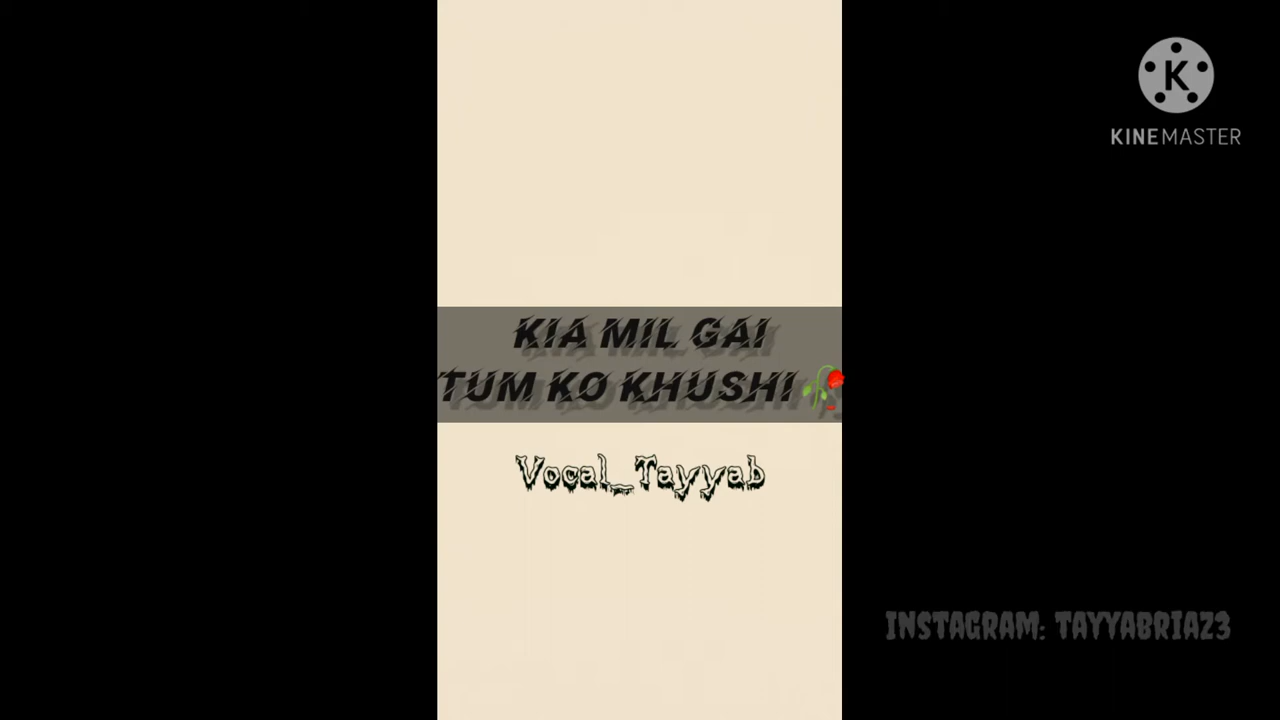 KINEMASTER
KIA MIL GAI
TUM KO KHUSHI🥀
Vocal_Tayyab
INSTAGRAM: TAYYABRIAZ3